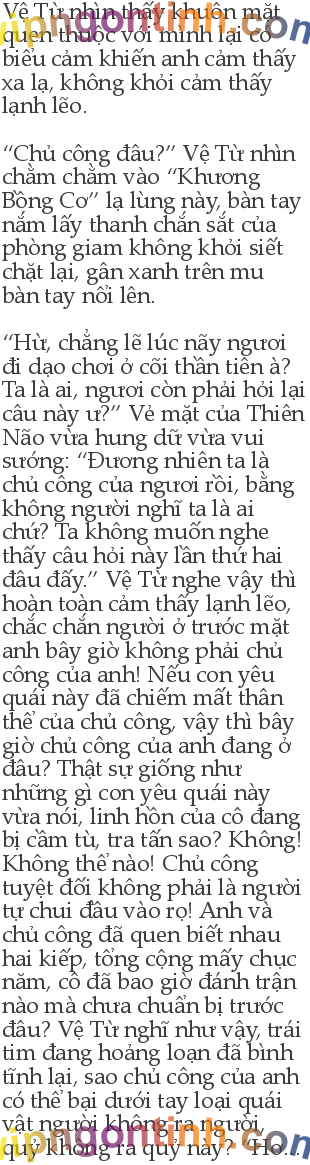 Vệ Từ nhìn thấy khuôn mặt
quen thuộc với mình lại có
biểu cảm khiến anh cảm thấy
xa lạ, không khỏi cảm thấy
lạnh lẽo.
“Chủ công đâu?” Vệ Từ nhìn
chằm chằm vào “Khương
Bồng Cơ” lạ lùng này, bàn tay
nắm lấy thanh chắn sắt của
phòng giam không khỏi siết
chặt lại, gân xanh trên mu
bàn tay nổi lên.
“Hừ, chẳng lẽ lúc nãy ngươi
đi dạo chơi ở cõi thần tiên à?
Ta là ai, ngươi còn phải hỏi lại
câu này ư?” Vẻ mặt của Thiên
Não vừa hung dữ vừa vui
sướng: “Đương nhiên ta là
chủ công của ngươi rồi, bằng
không người nghĩ ta là ai
chứ? Ta không muốn nghe
thấy câu hỏi này lần thứ hai
đâu đấy.” Vệ Từ nghe vậy thì
hoàn toàn cảm thấy lạnh lẽo,
chắc chắn người ở trước mặt
anh bây giờ không phải chủ
công của anh! Nếu con yêu
quái này đã chiếm mất thân
thể của chủ công, vậy thì bây
giờ chủ công của anh đang ở
đâu? Thật sự giống như
những gì con yêu quái này
vừa nói, linh hồn của cô đang
bị cầm tù, tra tấn sao? Không!
Không thể nào! Chủ công
tuyệt đối không phải là người
tự chui đầu vào rọ! Anh và
chủ công đã quen biết nhau
hai kiếp, tổng cộng mấy chục
năm, cô đã bao giờ đánh trận
nào mà chưa chuẩn bị trước
đâu? Vệ Từ nghĩ như vậy, trái
tim đang hoảng loạn đã bình
tĩnh lại, sao chủ công của anh
có thể bại dưới tay loại quái
vật người không ra người,
quỷ không ra quỷ này? “Ho...
vipngontinh.com
vipngontinh.com